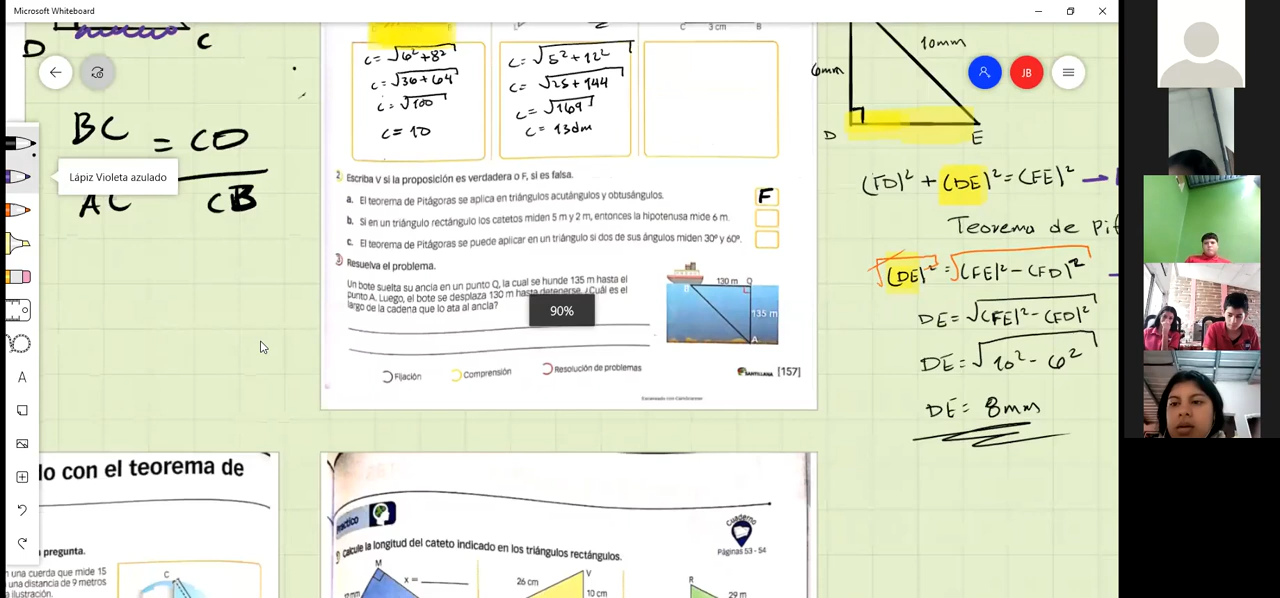 Microsoft Whiteboard
D
C
BC = CD
AC CB
Lápiz Violeta azulado
C 3 cm B
c = √6²+8²
c = √36+64
c = √100
c = 10
c = √5²+12²
c = √25+144
c = √169
c = 13dm
2. Escriba V si la proposición es verdadera o F, si es falsa.
a. El teorema de Pitágoras se aplica en triángulos acutángulos y obtusángulos.
F
b. Si en un triángulo rectángulo los catetos miden 5 m y 2 m, entonces la hipotenusa mide 6 m.
c. El teorema de Pitágoras se puede aplicar en un triángulo si dos de sus ángulos miden 30º y 60º.
3 Resuelva el problema.
Un bote suelta su ancia en un punto Q, la cual se hunde 135 m hasta el
punto A. Luego, el bote se desplaza 130 m hasta detenerse. ¿Cuál es el
largo de la cadena que lo ata al ancla?
90%
130 m Q
135 m
A
Fijación
Comprensión
Resolución de problemas
SANTILLANA [157]
10mm
6mm
D
E
JB
(FD)² + (DE)² = (FE)²
Teorema de Pit
√(DE)² = √(FE)² - (FD)²
DE = √(FE)² - (FD)²
DE = √10² - 6²
DE = 8mm
lo con el teorema de
a pregunta.
n una cuerda que mide 15
una distancia de 9 metros
a ilustración.
C
ráctico
Cuaderno
Páginas 53 - 54
Calcule la longitud del cateto indicado en los triángulos rectángulos.
M
x =
26 cm
V
10 cm
R
29 m
A